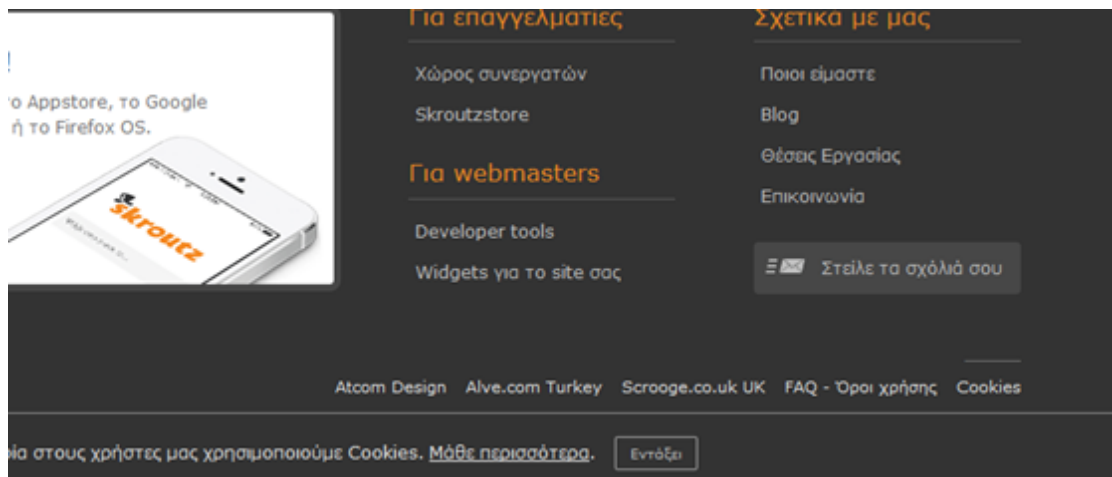 Για επαγγελματίες
Χώρος συνεργατών
Skroutzstore
Για webmasters
Developer tools
Widgets για το site σας
Σχετικά με μας
Ποιοι είμαστε
Blog
Θέσεις Εργασίας
Επικοινωνία
Στείλε τα σχόλιά σου
!
το Appstore, το Google
ή το Firefox OS.
skroutz
Atcom Design Alve.com Turkey Scrooge.co.uk UK FAQ - Όροι χρήσης Cookies
ρία στους χρήστες μας χρησιμοποιούμε Cookies. Μάθε περισσότερα. Εντάξει